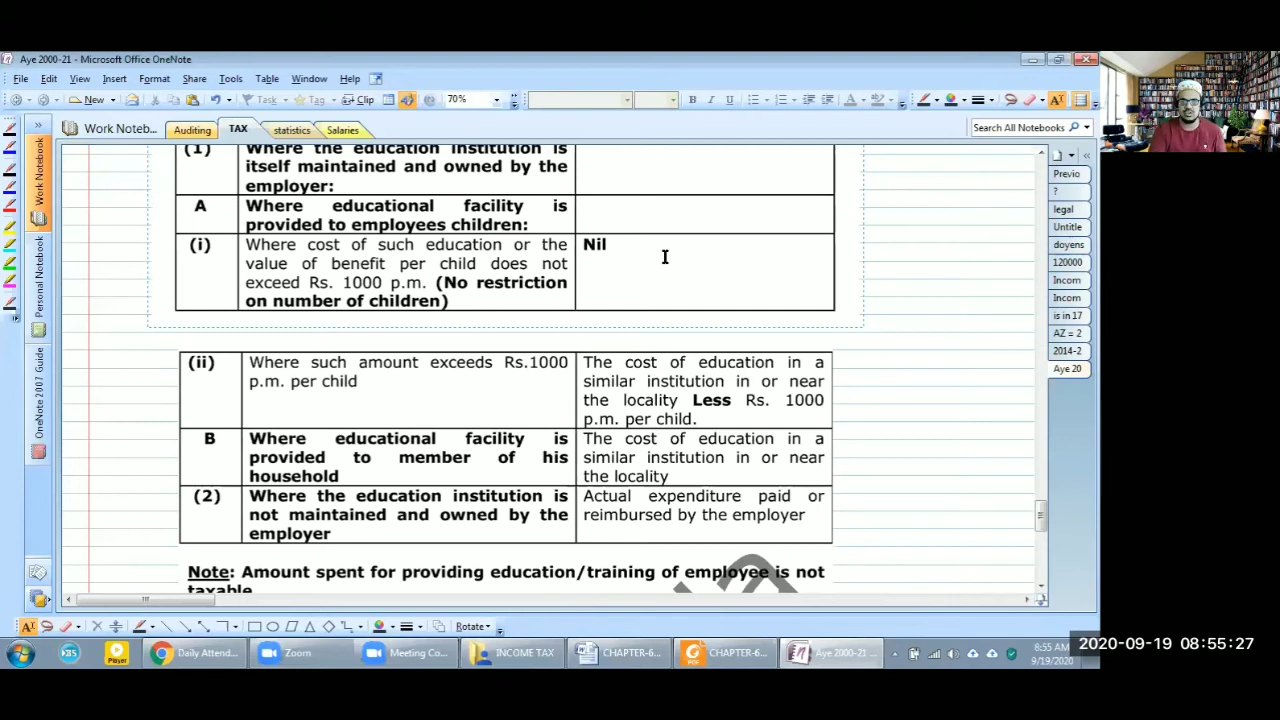 Aye 2000-21 - Microsoft Office OneNote
File Edit View Insert Format Share Tools Table Window Help
New Task Tag Clip 70% B I U
Work Noteb... Auditing TAX statistics Salaries Search All Notebooks
Work Notebook
Personal Notebook
OneNote 2007 Guide
(1) Where the education institution is
itself maintained and owned by the
employer:
A Where educational facility is
provided to employees children:
(i) Where cost of such education or the Nil
value of benefit per child does not
exceed Rs. 1000 p.m. (No restriction
on number of children)
(ii) Where such amount exceeds Rs.1000 The cost of education in a
p.m. per child similar institution in or near
the locality Less Rs. 1000
p.m. per child.
B Where educational facility is The cost of education in a
provided to member of his similar institution in or near
household the locality
(2) Where the education institution is Actual expenditure paid or
not maintained and owned by the reimbursed by the employer
employer
Note: Amount spent for providing education/training of employee is not
taxable
Previo
?
legal
Untitle
doyens
120000
Incom
Incom
is in 17
AZ = 2
2014-2
Aye 20
Rotate
Player Daily Attend... Zoom Meeting Co... INCOME TAX CHAPTER-6... CHAPTER-6... Aye 2000-21 ...
8:55 AM
9/19/2020
2020-09-19 08:55:27